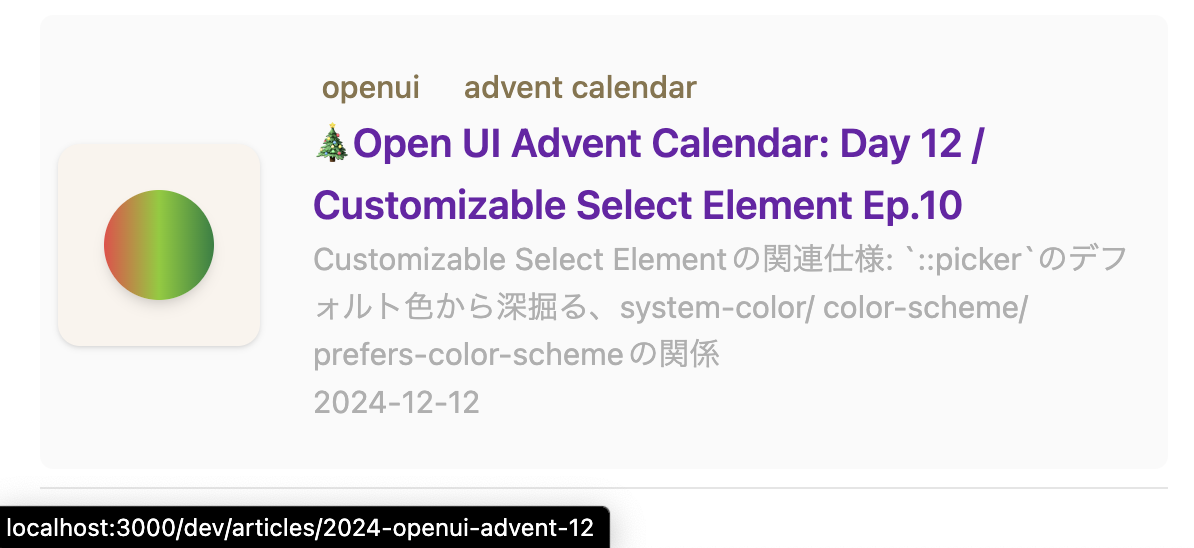 openui advent calendar
🎄Open UI Advent Calendar: Day 12 /
Customizable Select Element Ep.10
Customizable Select Elementの関連仕様: `::picker`のデフ
ォルト色から深掘る、system-color/ color-scheme/
prefers-color-schemeの関係
2024-12-12
localhost:3000/dev/articles/2024-openui-advent-12